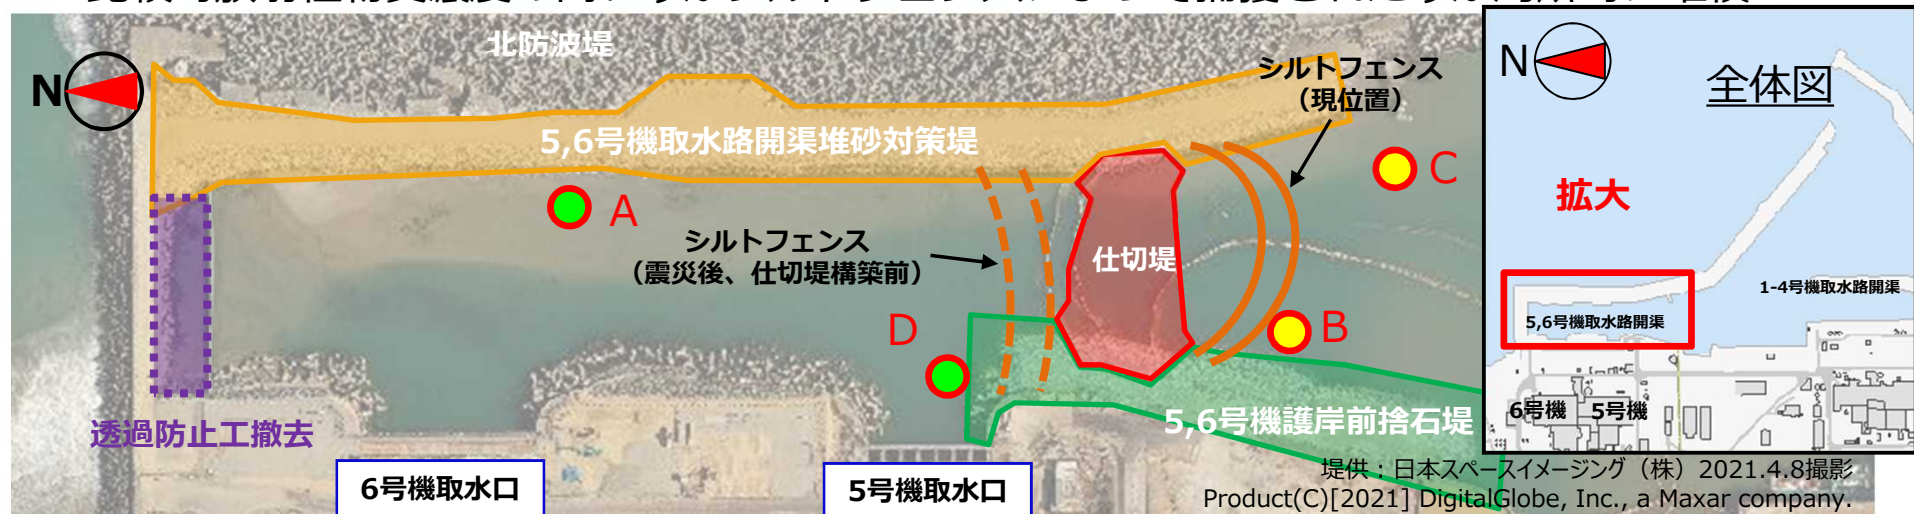 北防波堤
N
シルトフェンス
（現位置）
5,6号機取水路開渠堆砂対策堤
A
C
シルトフェンス
（震災後、仕切堤構築前）
仕切堤
D
B
透過防止工撤去
5,6号機護岸前捨石堤
6号機取水口
5号機取水口
N
全体図
拡大
1-4号機取水路開渠
5,6号機取水路開渠
6号機
5号機
提供：日本スペースイメージング（株）2021.4.8撮影
Product(C)[2021] DigitalGlobe, Inc., a Maxar company.